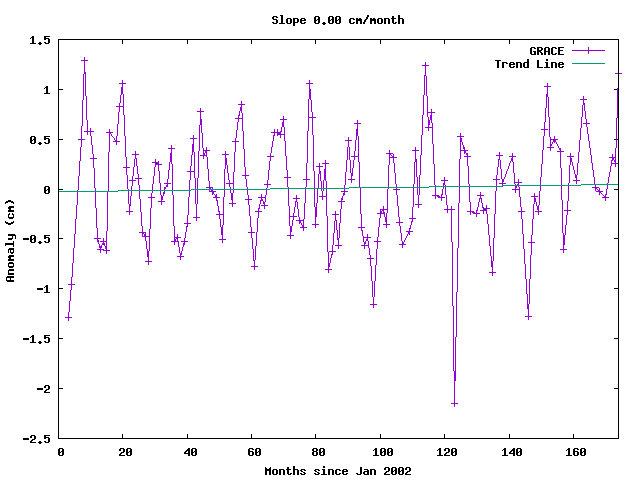 Slope 0.00 cm/month
GRACE
Trend Line
1.5
1
0.5
0
-0.5
-1
-1.5
-2
-2.5
Anomaly (cm)
0 20 40 60 80 100 120 140 160
Months since Jan 2002